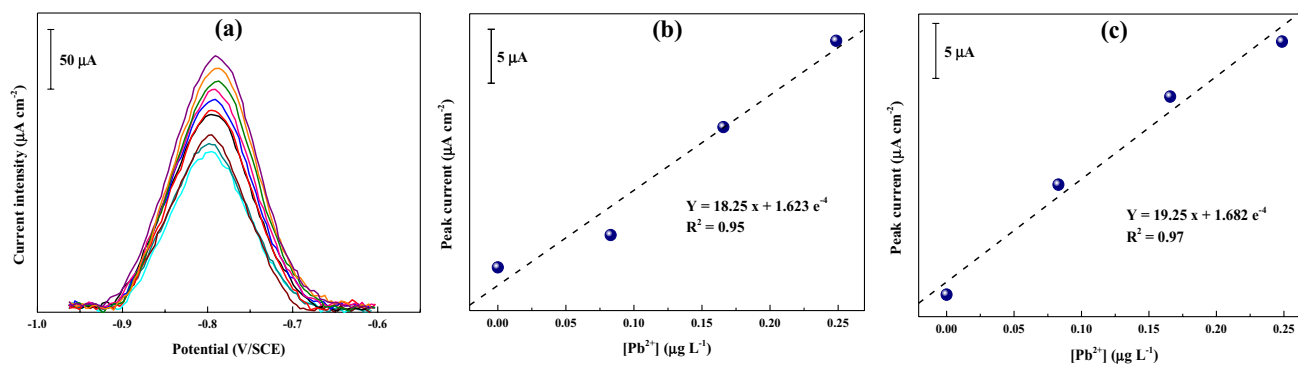 (a)
50 μA
Current intensity (μA cm-2)
-1.0
-0.9
-0.8
-0.7
-0.6
Potential (V/SCE)
(b)
5 μA
Peak current (μA cm-2)
Y = 18.25 x + 1.623 e-4
R2 = 0.95
0.00
0.05
0.10
0.15
0.20
0.25
[Pb2+] (μg L-1)
(c)
5 μA
Peak current (μA cm-2)
Y = 19.25 x + 1.682 e-4
R2 = 0.97
0.00
0.05
0.10
0.15
0.20
0.25
[Pb2+] (μg L-1)